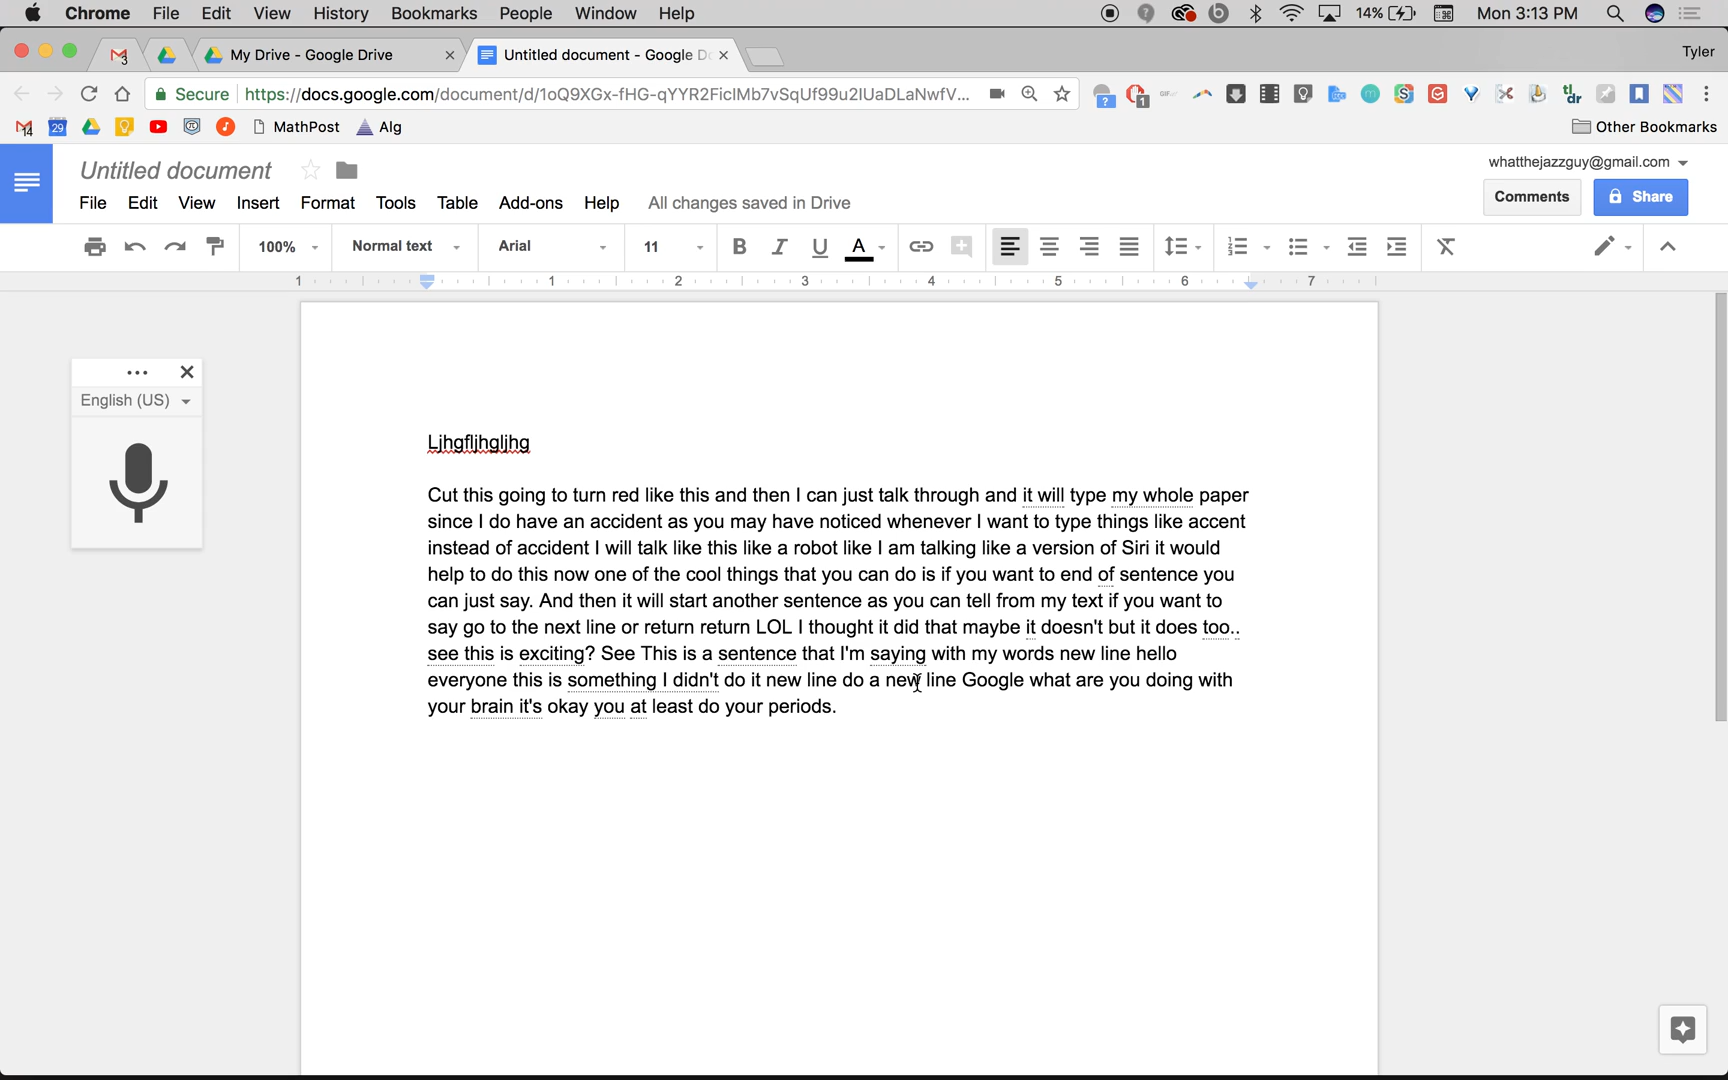 Chrome File Edit View History Bookmarks People Window Help 14% Mon 3:13 PM
My Drive - Google Drive Untitled document - Google Do Tyler
Secure https://docs.google.com/document/d/1oQ9XGx-fHG-qYYR2FicIMb7vSqUf99u2IUaDLaNwfV...
MathPost Alg Other Bookmarks
Untitled document whatthejazzguy@gmail.com
File Edit View Insert Format Tools Table Add-ons Help All changes saved in Drive Comments Share
100% Normal text Arial 11 B I U A
1 1 2 3 4 5 6 7
English (US)
Ljhgfljhgljhg
Cut this going to turn red like this and then I can just talk through and it will type my whole paper
since I do have an accident as you may have noticed whenever I want to type things like accent
instead of accident I will talk like this like a robot like I am talking like a version of Siri it would
help to do this now one of the cool things that you can do is if you want to end of sentence you
can just say. And then it will start another sentence as you can tell from my text if you want to
say go to the next line or return return LOL I thought it did that maybe it doesn't but it does too..
see this is exciting? See This is a sentence that I'm saying with my words new line hello
everyone this is something I didn't do it new line do a new line Google what are you doing with
your brain it's okay you at least do your periods.